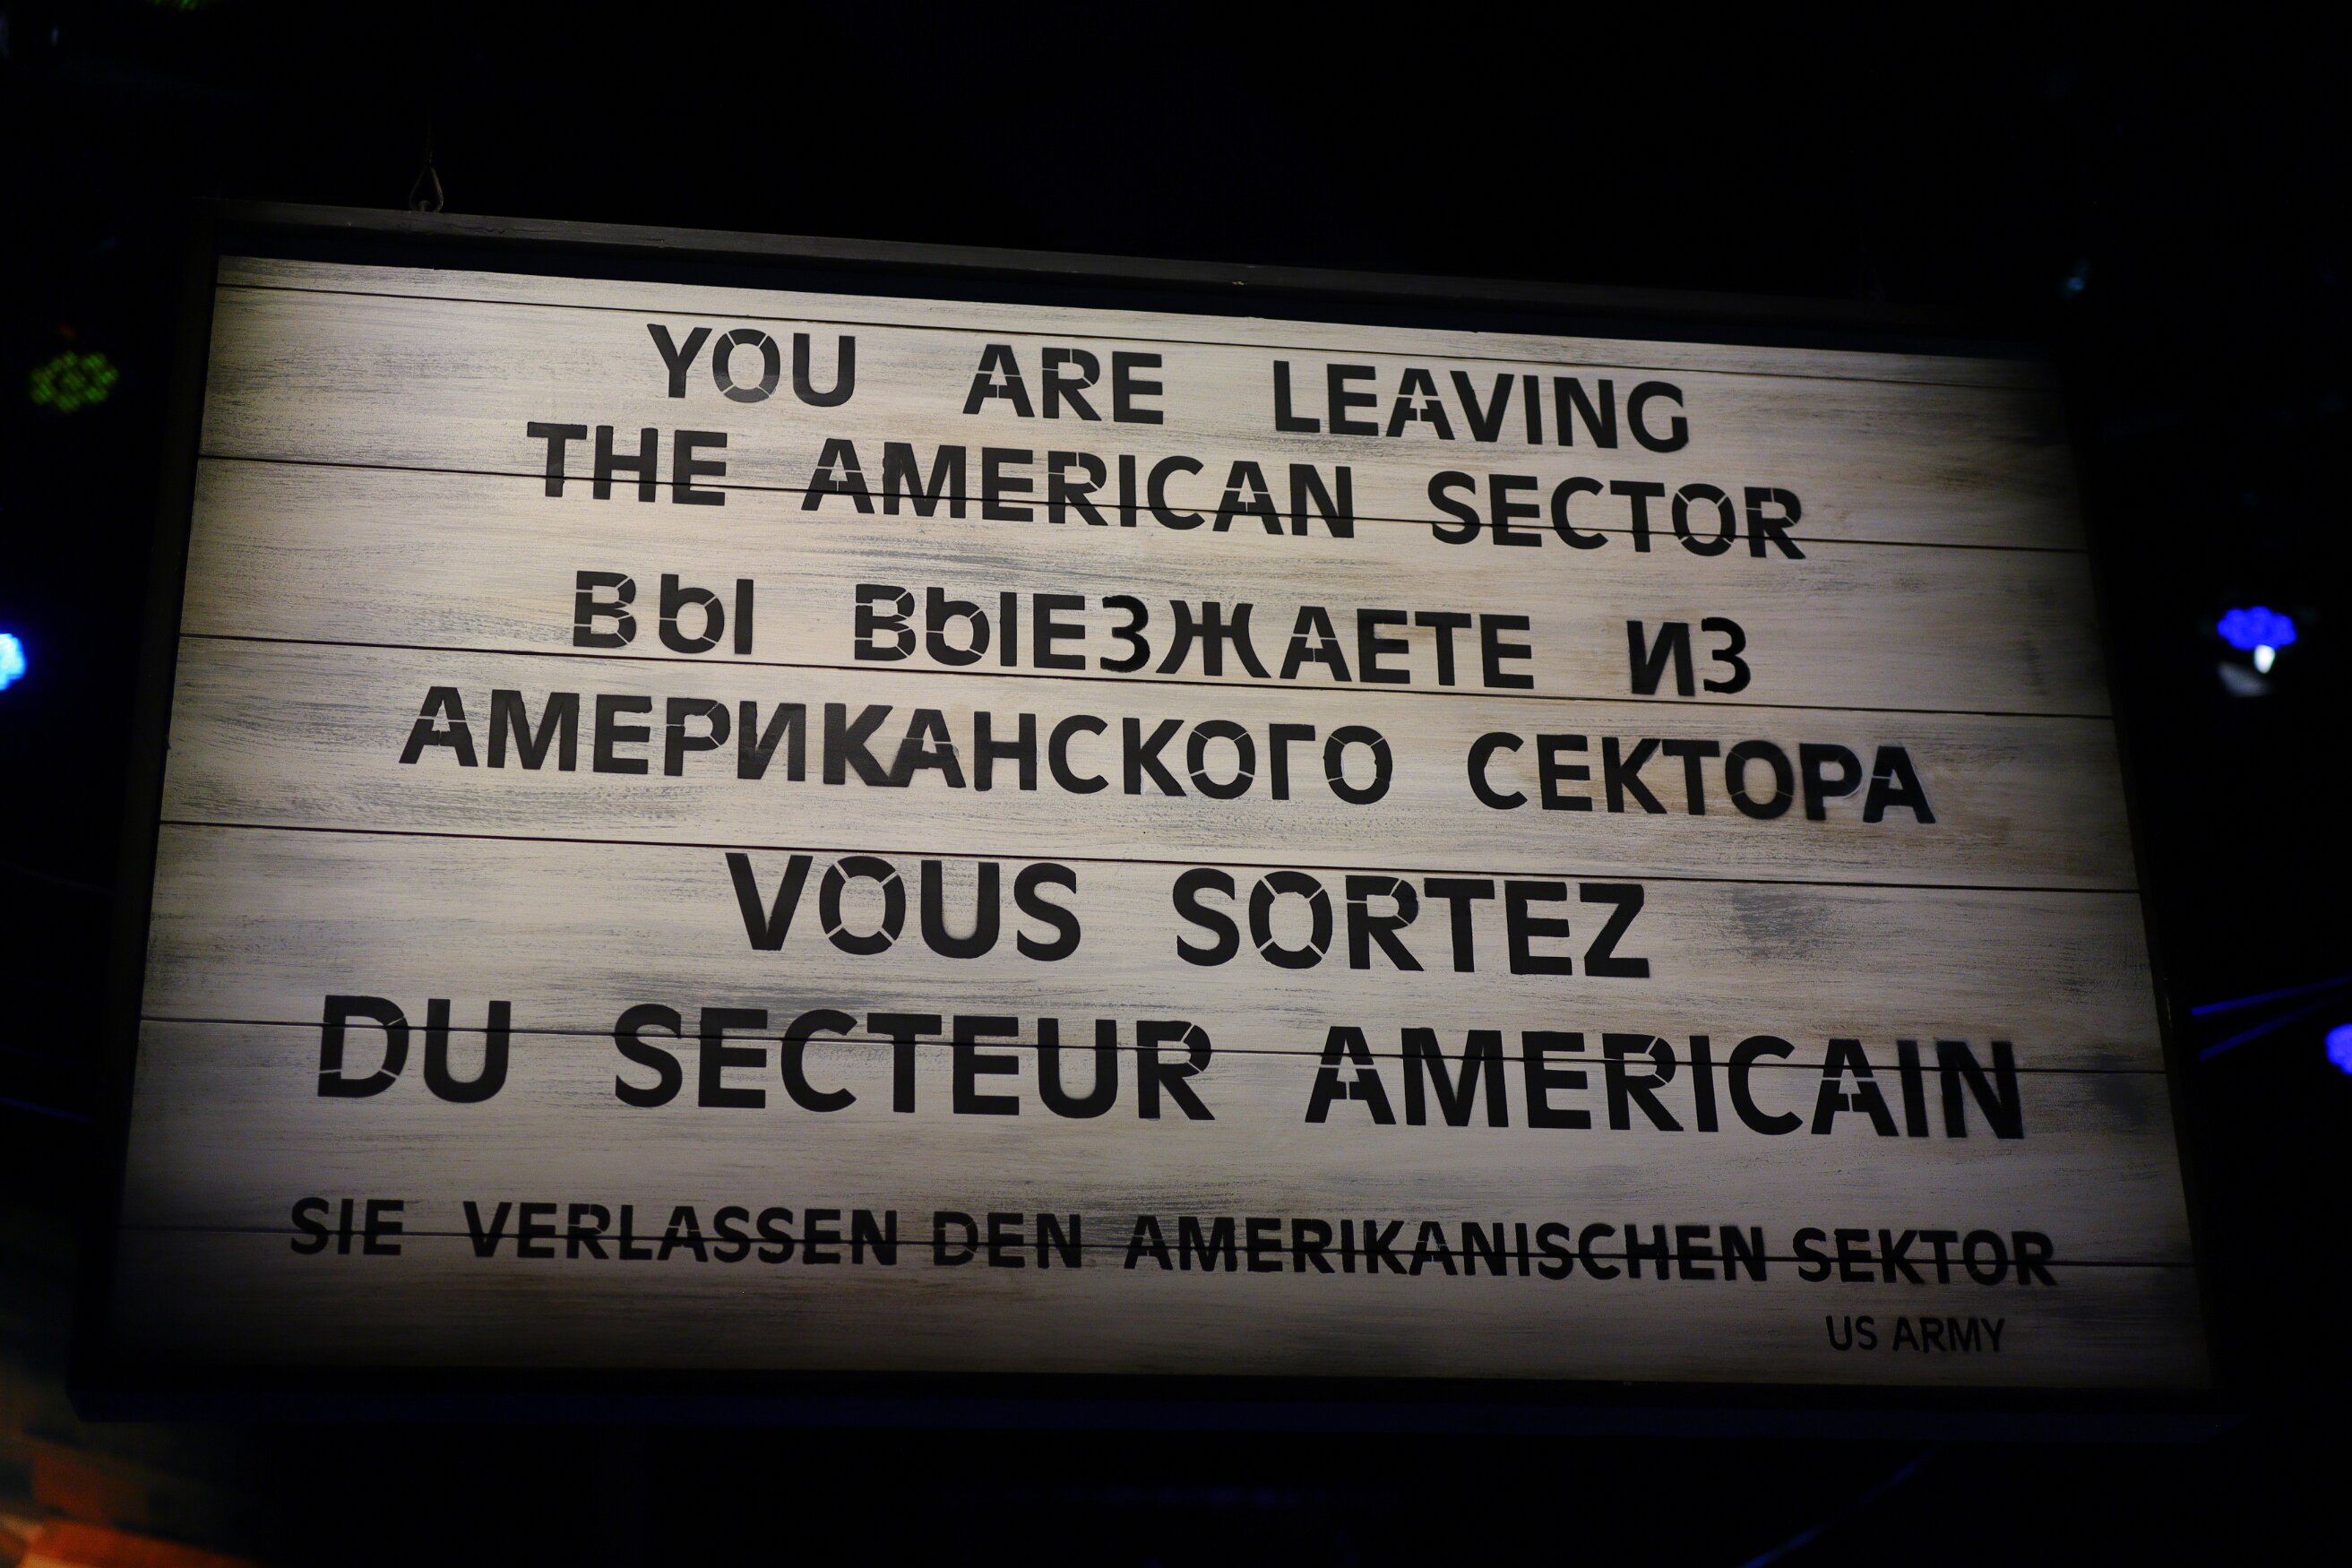 YOU ARE LEAVING
THE AMERICAN SECTOR
ВЫ ВЫЕЗЖАЕТЕ ИЗ
АМЕРИКАНСКОГО СЕКТОРА
VOUS SORTEZ
DU SECTEUR AMERICAIN
SIE VERLASSEN DEN AMERIKANISCHEN SEKTOR
US ARMY